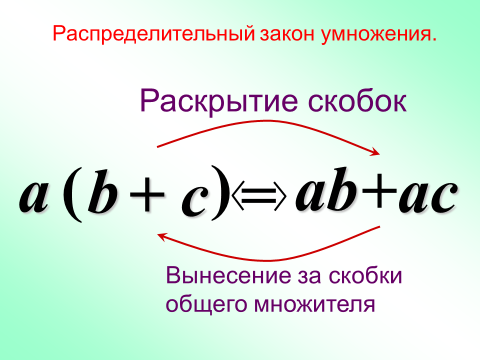 Распределительный закон умножения.
Раскрытие скобок
a (b + c) ⟨=⟩ ab+ac
Вынесение за скобки
общего множителя